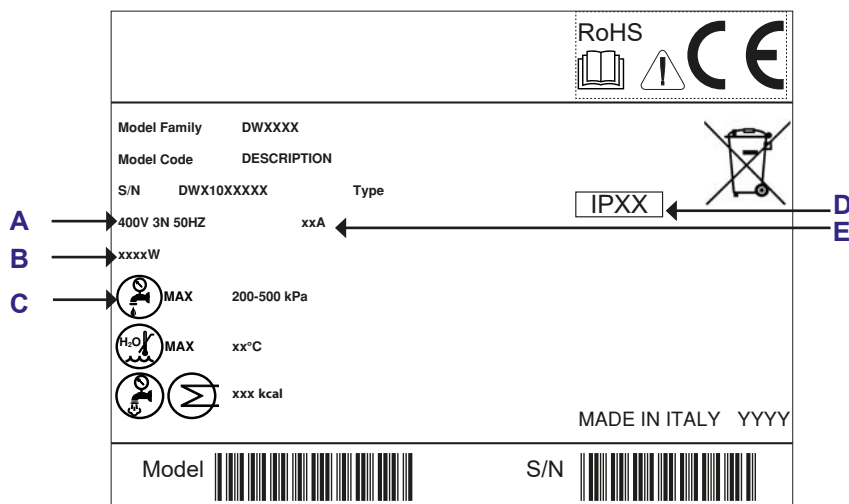 RoHS
CE
Model Family DWXXXX
Model Code DESCRIPTION
S/N DWX10XXXXX Type
IPXX
D
A 400V 3N 50HZ xxA E
B xxxxW
C MAX 200-500 kPa
H₂O MAX xx°C
xxx kcal
MADE IN ITALY YYYY
Model S/N